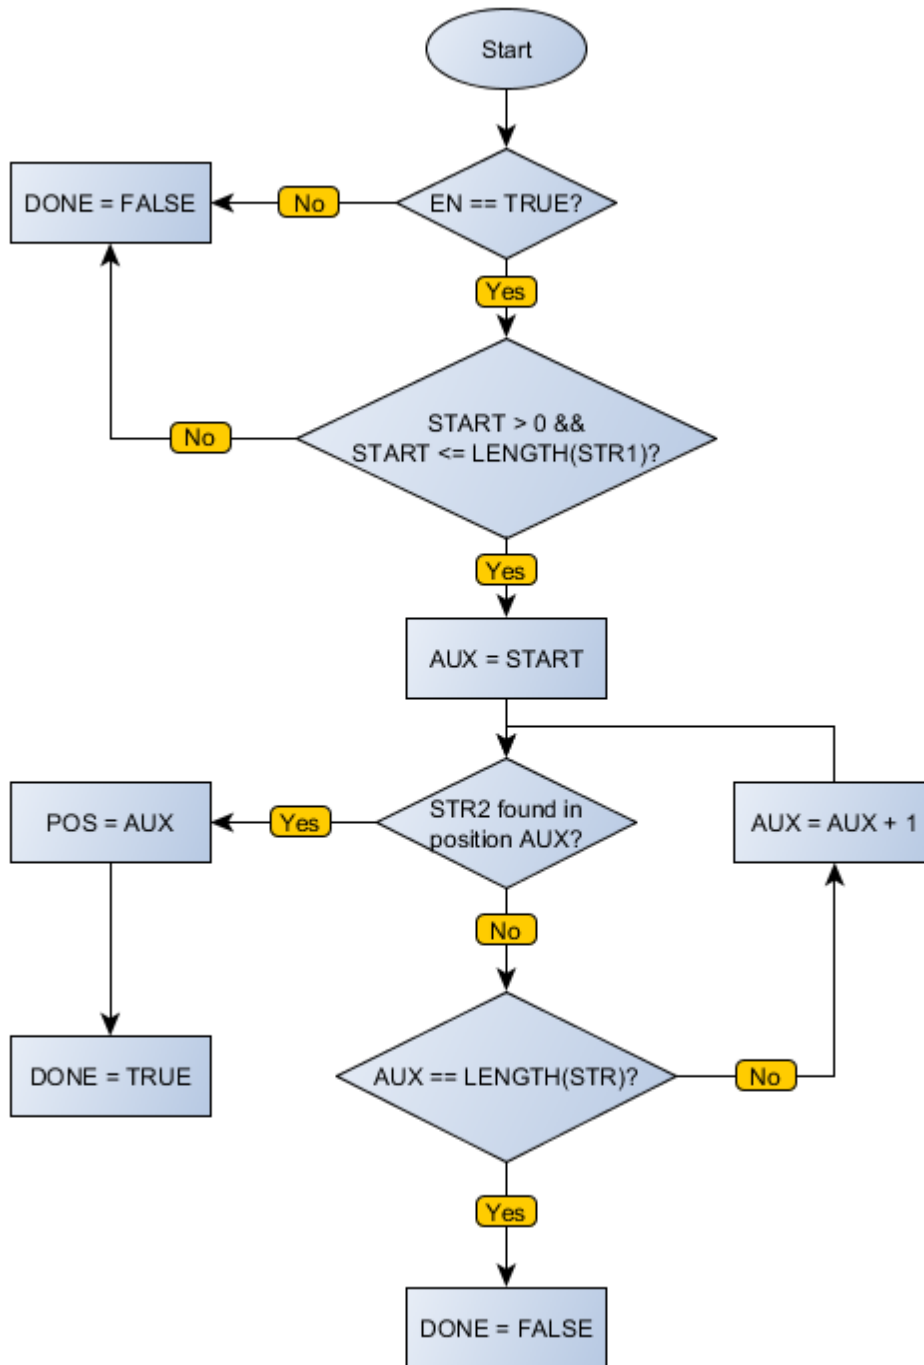 Start
EN == TRUE?
No
DONE = FALSE
Yes
START > 0 &&
START <= LENGTH(STR1)?
No
Yes
AUX = START
STR2 found in
position AUX?
Yes
POS = AUX
AUX = AUX + 1
No
DONE = TRUE
AUX == LENGTH(STR)?
No
Yes
DONE = FALSE